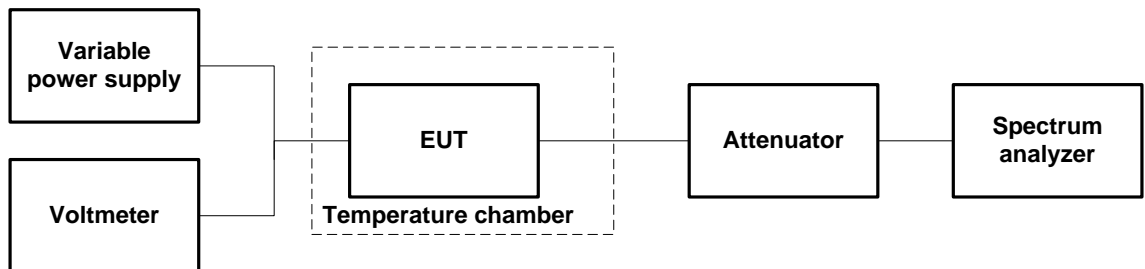 Variable
power supply
Voltmeter
EUT
Temperature chamber
Attenuator
Spectrum
analyzer